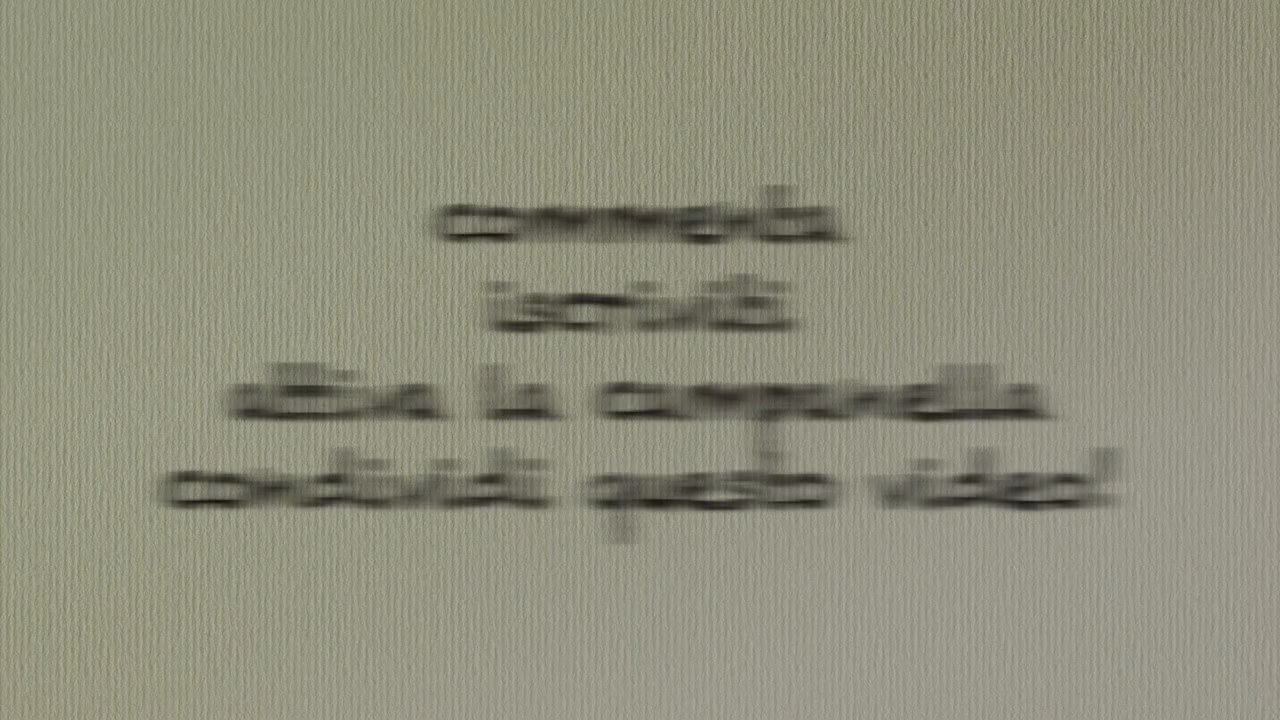 commenta
iscriviti
attiva la campanella
condividi questo video!